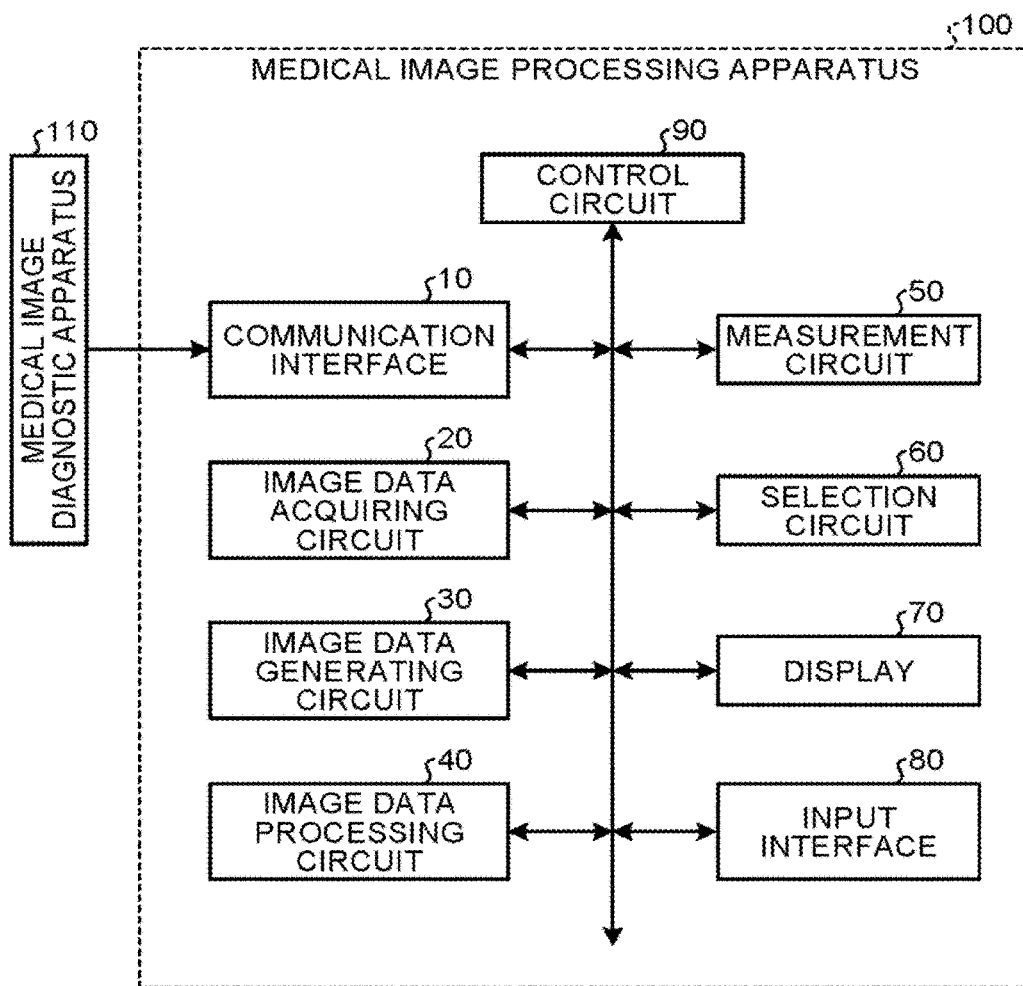 100
MEDICAL IMAGE PROCESSING APPARATUS
110
MEDICAL IMAGE
DIAGNOSTIC APPARATUS
90
CONTROL
CIRCUIT
10
COMMUNICATION
INTERFACE
50
MEASUREMENT
CIRCUIT
20
IMAGE DATA
ACQUIRING
CIRCUIT
60
SELECTION
CIRCUIT
30
IMAGE DATA
GENERATING
CIRCUIT
70
DISPLAY
40
IMAGE DATA
PROCESSING
CIRCUIT
80
INPUT
INTERFACE